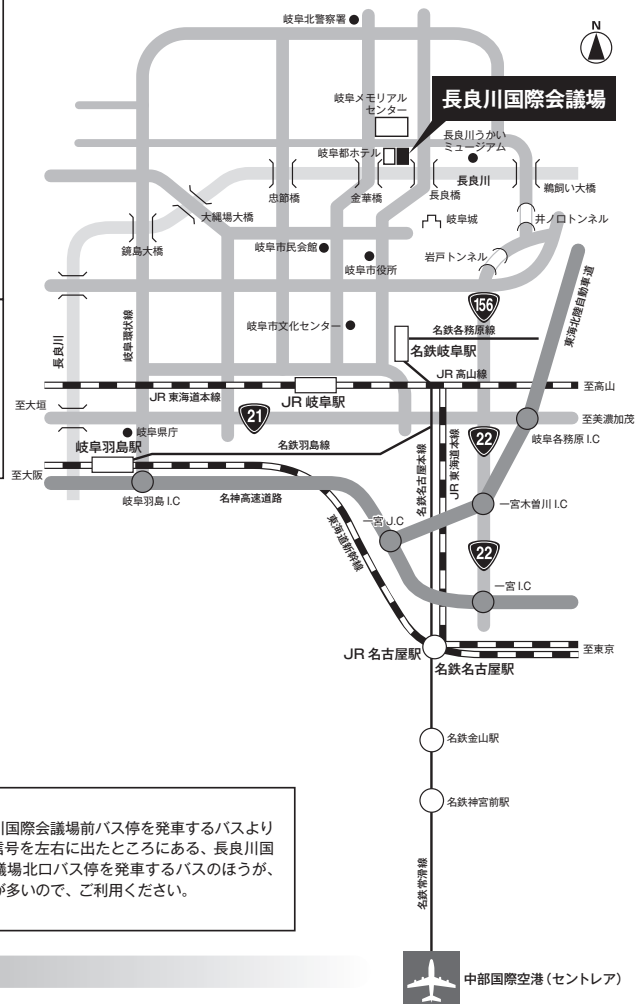 N
岐阜北警察署
岐阜メモリアル
センター
長良川国際会議場
岐阜都ホテル
長良川うかい
ミュージアム
長良川
忠節橋
金華橋
長良橋
鵜飼い大橋
大縄場大橋
鏡島大橋
岐阜城
井ノ口トンネル
岐阜市民会館
岐阜市役所
岩戸トンネル
156
東海北陸自動車道
長良川
岐阜環状線
岐阜市文化センター
名鉄各務原線
名鉄岐阜駅
JR 高山線
JR 東海道本線
JR 岐阜駅
至高山
至大垣
21
至美濃加茂
岐阜県庁
岐阜羽島駅
名鉄羽島線
名鉄名古屋本線
JR 東海道本線
22
岐阜各務原 I.C
至大阪
岐阜羽島 I.C
名神高速道路
東海道新幹線
一宮 J.C
一宮木曽川 I.C
22
一宮 I.C
JR 名古屋駅
名鉄名古屋駅
至東京
名鉄金山駅
名鉄神宮前駅
名鉄常滑線
中部国際空港（セントレア）
川国際会議場前バス停を発車するバスより
信号を左右に出たところにある、長良川国
議場北口バス停を発車するバスのほうが、
が多いので、ご利用ください。